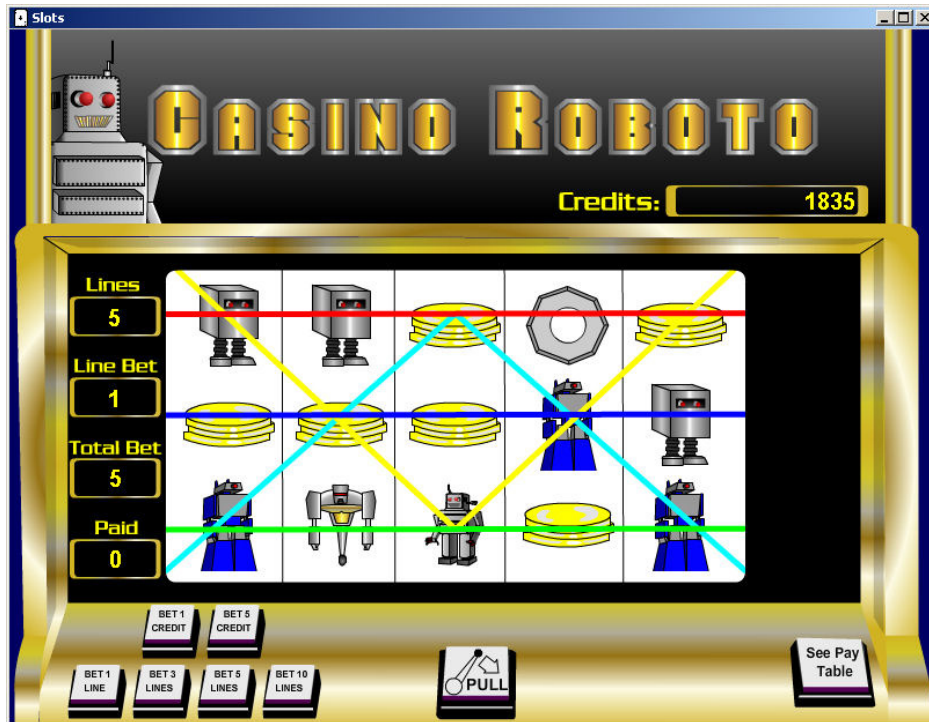 Slots
CASINO ROBOTO
Credits: 1835
Lines
5
Line Bet
1
Total Bet
5
Paid
0
BET 1
CREDIT
BET 5
CREDIT
BET 1
LINE
BET 3
LINES
BET 5
LINES
BET 10
LINES
PULL
See Pay
Table